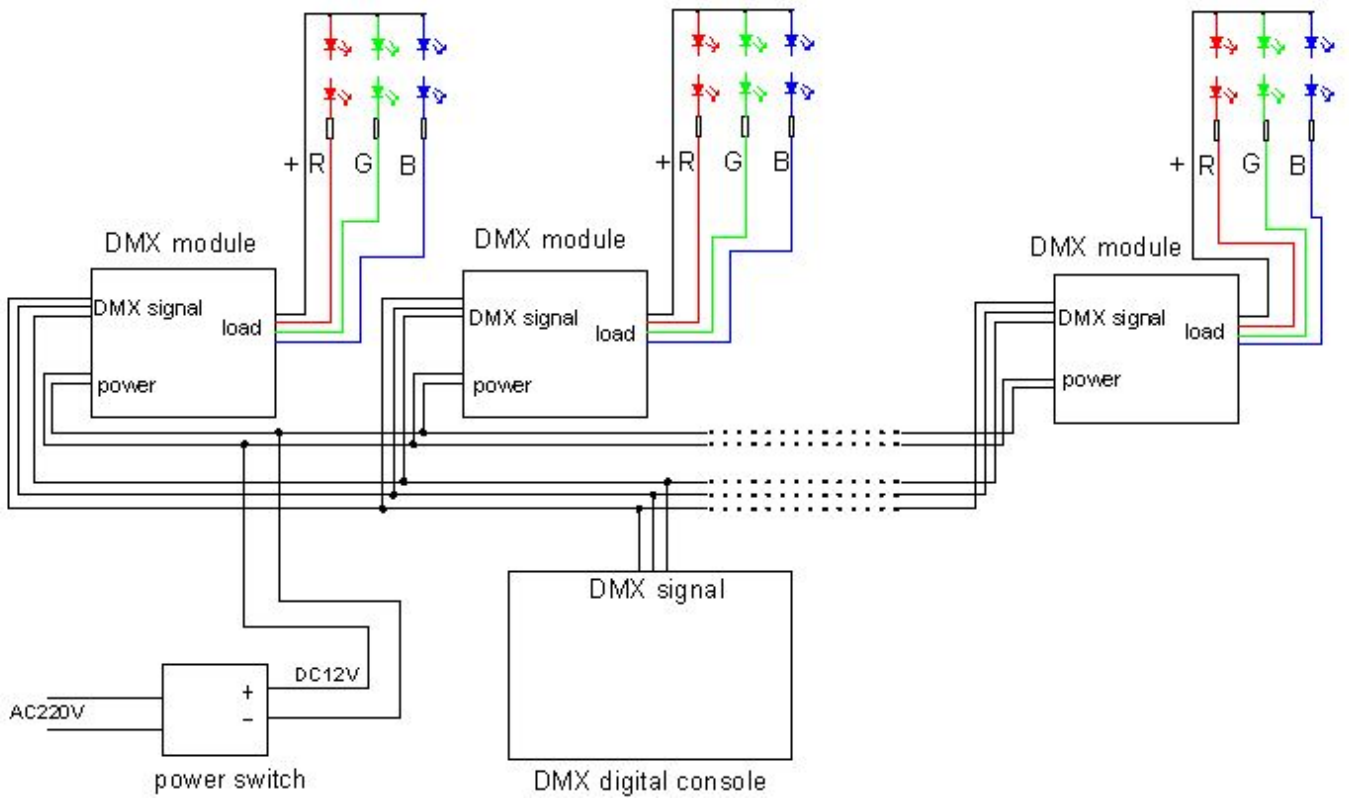 + R G B
+ R G B
+ R G B
DMX module
DMX module
DMX module
DMX signal
load
power
DMX signal
load
power
DMX signal
load
power
DMX signal
DMX digital console
DC12V
+
−
AC220V
power switch